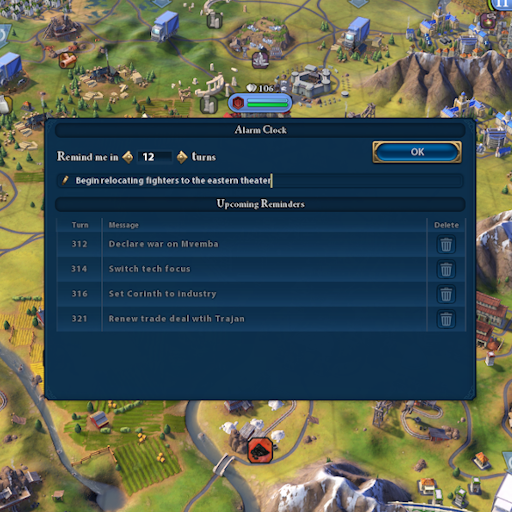 106
Alarm Clock
Remind me in 12 turns
OK
Begin relocating fighters to the eastern theater
Upcoming Reminders
Turn Message Delete
312 Declare war on Mvemba
314 Switch tech focus
316 Set Corinth to industry
321 Renew trade deal wtih Trajan